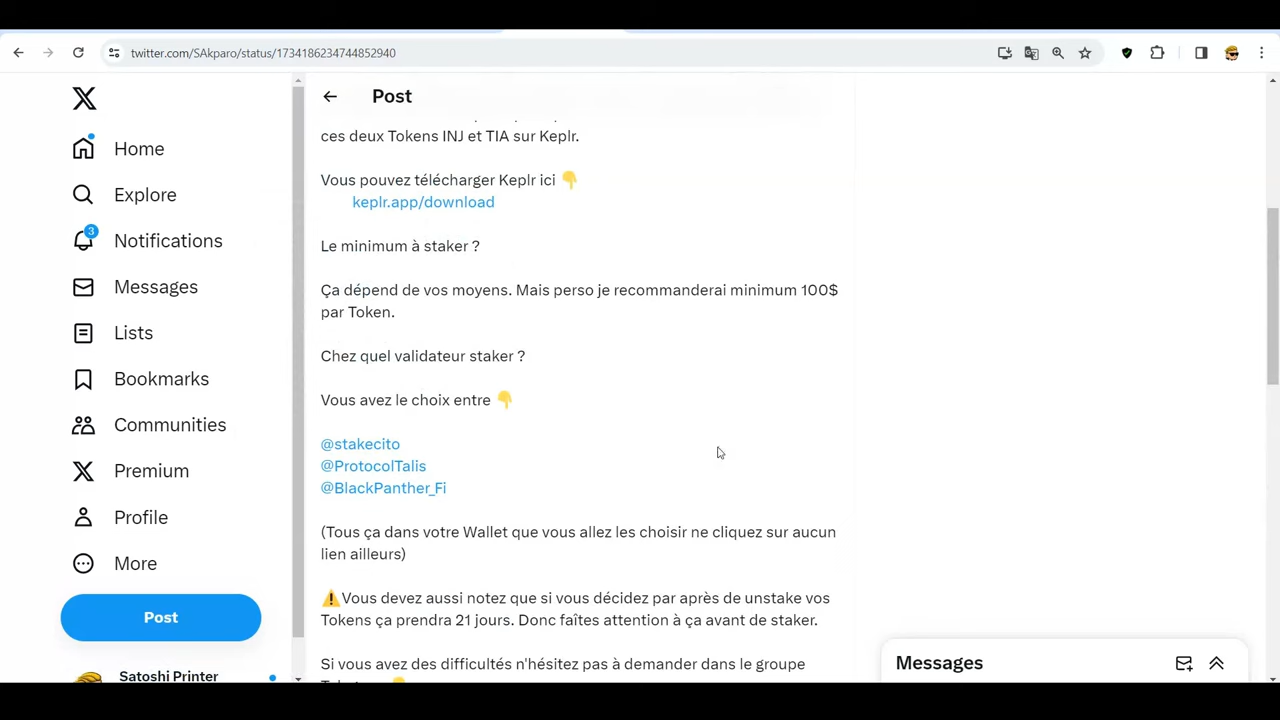 twitter.com/SAkparo/status/1734186234744852940
Post
Home
Explore
3
Notifications
Messages
Lists
Bookmarks
Communities
Premium
Profile
More
Post
Satoshi Printer
ces deux Tokens INJ et TIA sur Keplr.
Vous pouvez télécharger Keplr ici 👇
keplr.app/download
Le minimum à staker ?
Ça dépend de vos moyens. Mais perso je recommanderai minimum 100$
par Token.
Chez quel validateur staker ?
Vous avez le choix entre 👇
@stakecito
@ProtocolTalis
@BlackPanther_Fi
(Tous ça dans votre Wallet que vous allez les choisir ne cliquez sur aucun
lien ailleurs)
⚠️Vous devez aussi notez que si vous décidez par après de unstake vos
Tokens ça prendra 21 jours. Donc faîtes attention à ça avant de staker.
Si vous avez des difficultés n'hésitez pas à demander dans le groupe
Messages